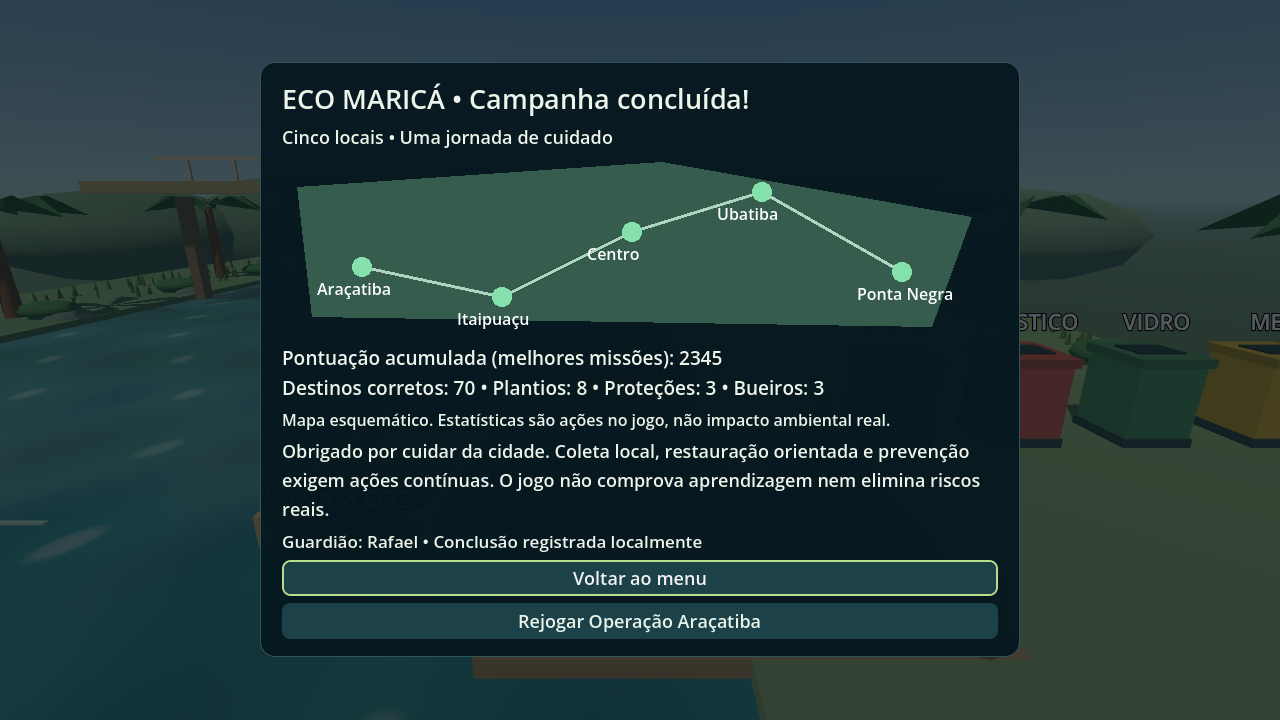 ECO MARICÁ • Campanha concluída!
Cinco locais • Uma jornada de cuidado
Ubatiba
Centro
Araçatiba
Ponta Negra
Itaipuaçu
VIDRO
Pontuação acumulada (melhores missões): 2345
Destinos corretos: 70 • Plantios: 8 • Proteções: 3 • Bueiros: 3
Mapa esquemático. Estatísticas são ações no jogo, não impacto ambiental real.
Obrigado por cuidar da cidade. Coleta local, restauração orientada e prevenção
exigem ações contínuas. O jogo não comprova aprendizagem nem elimina riscos
reais.
Guardião: Rafael • Conclusão registrada localmente
Voltar ao menu
Rejogar Operação Araçatiba